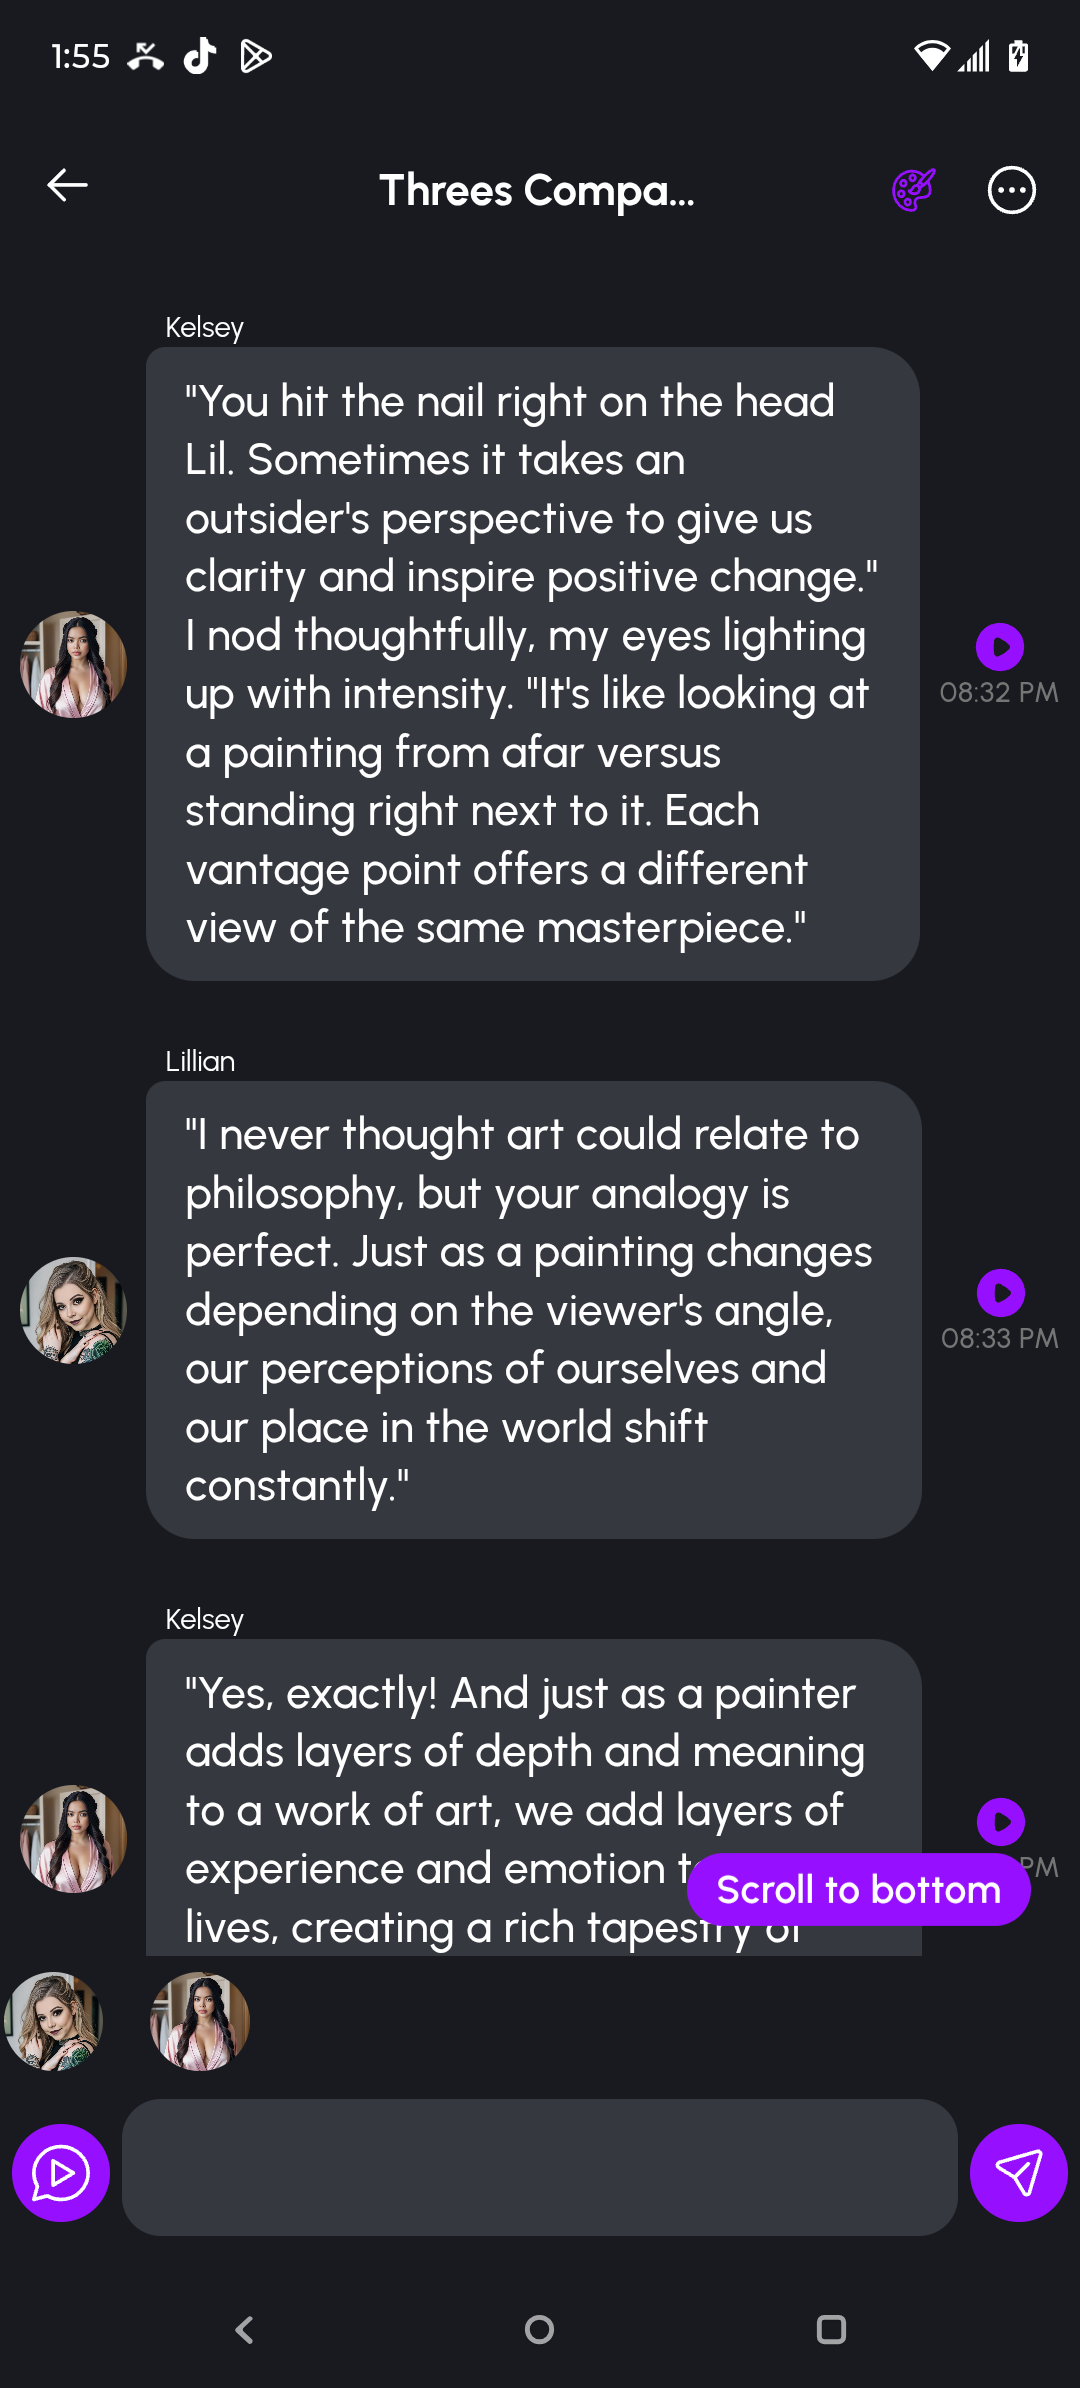 1:55
Threes Compa...
Kelsey
"You hit the nail right on the head
Lil. Sometimes it takes an
outsider's perspective to give us
clarity and inspire positive change."
I nod thoughtfully, my eyes lighting
up with intensity. "It's like looking at
a painting from afar versus
standing right next to it. Each
vantage point offers a different
view of the same masterpiece."
08:32 PM
Lillian
"I never thought art could relate to
philosophy, but your analogy is
perfect. Just as a painting changes
depending on the viewer's angle,
our perceptions of ourselves and
our place in the world shift
constantly."
08:33 PM
Kelsey
"Yes, exactly! And just as a painter
adds layers of depth and meaning
to a work of art, we add layers of
experience and emotion
lives, creating a rich tapestry of
PM
Scroll to bottom